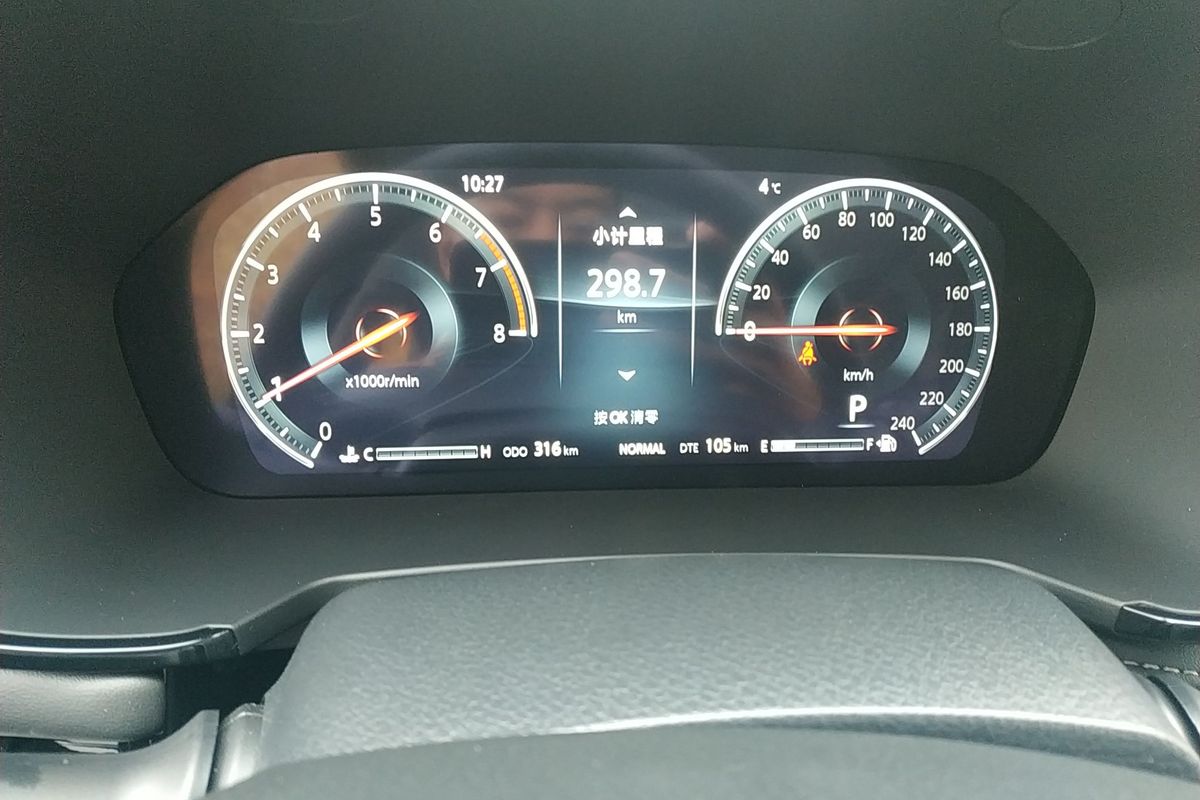 10:27
4℃
小计里程
298.7
km
按OK清零
0
1
2
3
4
5
6
7
8
x1000r/min
0
20
40
60
80
100
120
140
160
180
200
220
240
km/h
P
C H
ODO 316 km
NORMAL
DTE 105 km
E F